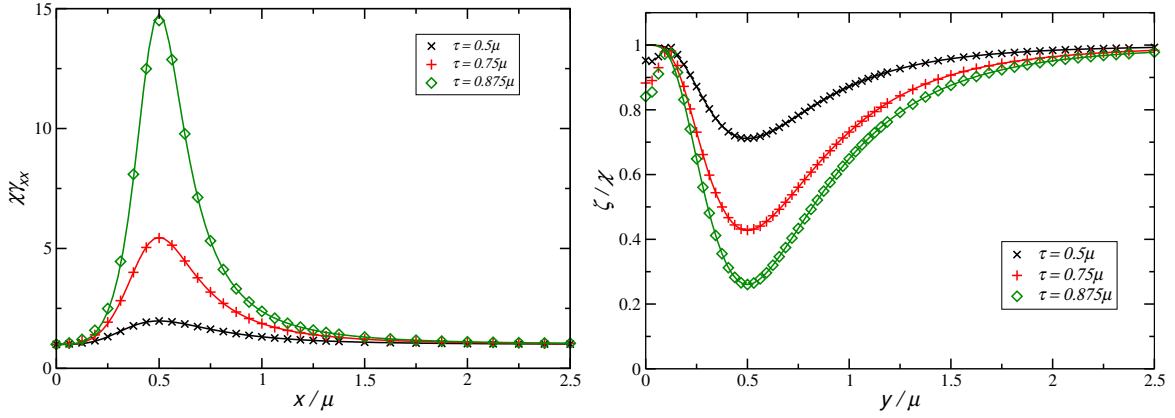 15
10
5
0
0
0.5
1
1.5
2
2.5
χγxx
x / μ
τ = 0.5μ
τ = 0.75μ
τ = 0.875μ
1
0.8
0.6
0.4
0.2
0
0
0.5
1
1.5
2
2.5
ζ / χ
y / μ
τ = 0.5μ
τ = 0.75μ
τ = 0.875μ